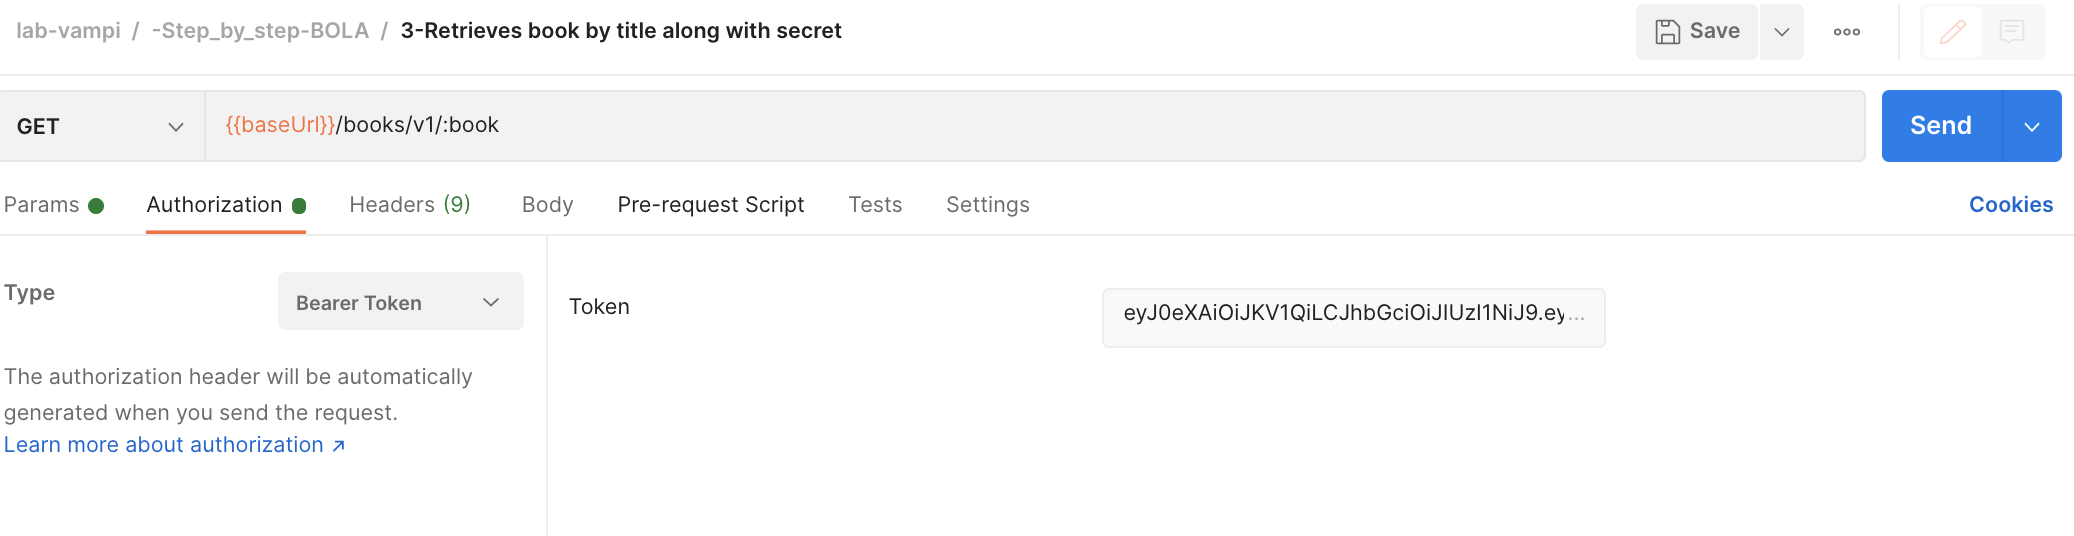 lab-vampi / -Step_by_step-BOLA / 3-Retrieves book by title along with secret
Save
GET
{{baseUrl}}/books/v1/:book
Send
Params Authorization Headers (9) Body Pre-request Script Tests Settings
Cookies
Type
Bearer Token
Token
eyJ0eXAiOiJKV1QiLCJhbGciOiJIUzI1NiJ9.ey...
The authorization header will be automatically
generated when you send the request.
Learn more about authorization ↗